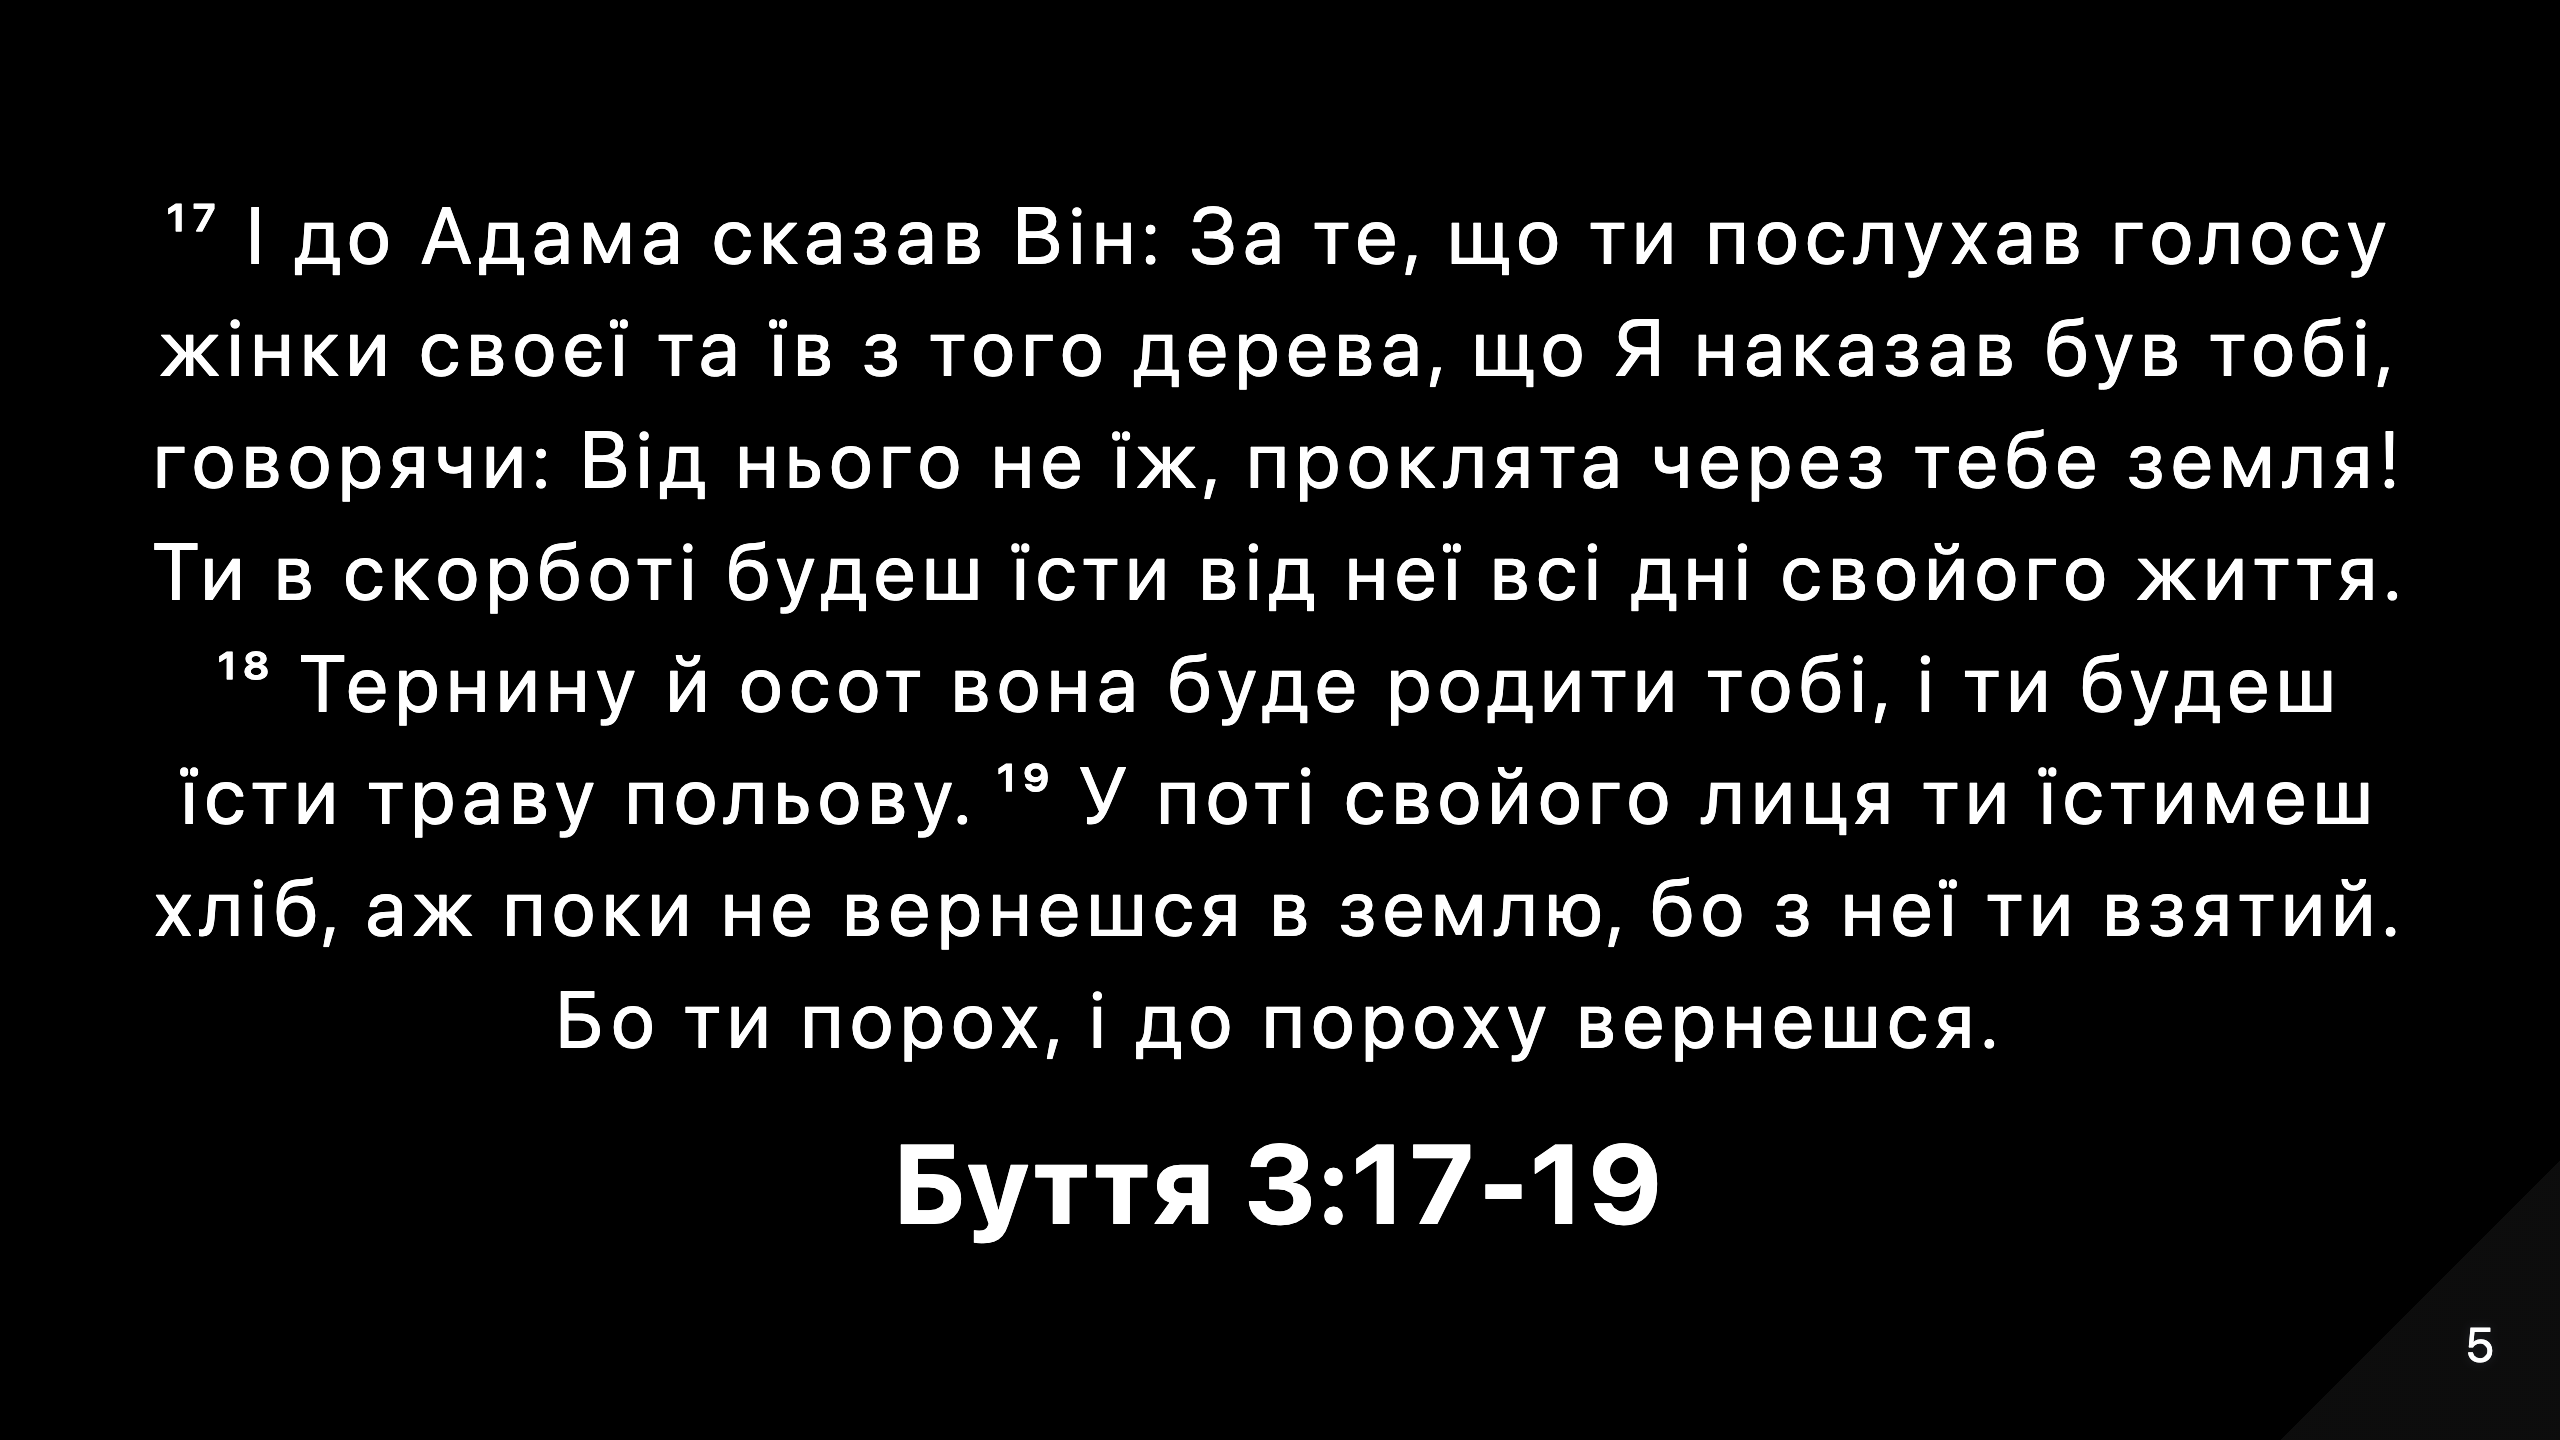 ¹⁷ І до Адама сказав Він: За те, що ти послухав голосу
жінки своєї та їв з того дерева, що Я наказав був тобі,
говорячи: Від нього не їж, проклята через тебе земля!
Ти в скорботі будеш їсти від неї всі дні свойого життя.
¹⁸ Тернину й осот вона буде родити тобі, і ти будеш
їсти траву польову. ¹⁹ У поті свойого лиця ти їстимеш
хліб, аж поки не вернешся в землю, бо з неї ти взятий.
Бо ти порох, і до пороху вернешся.
Буття 3:17-19
5